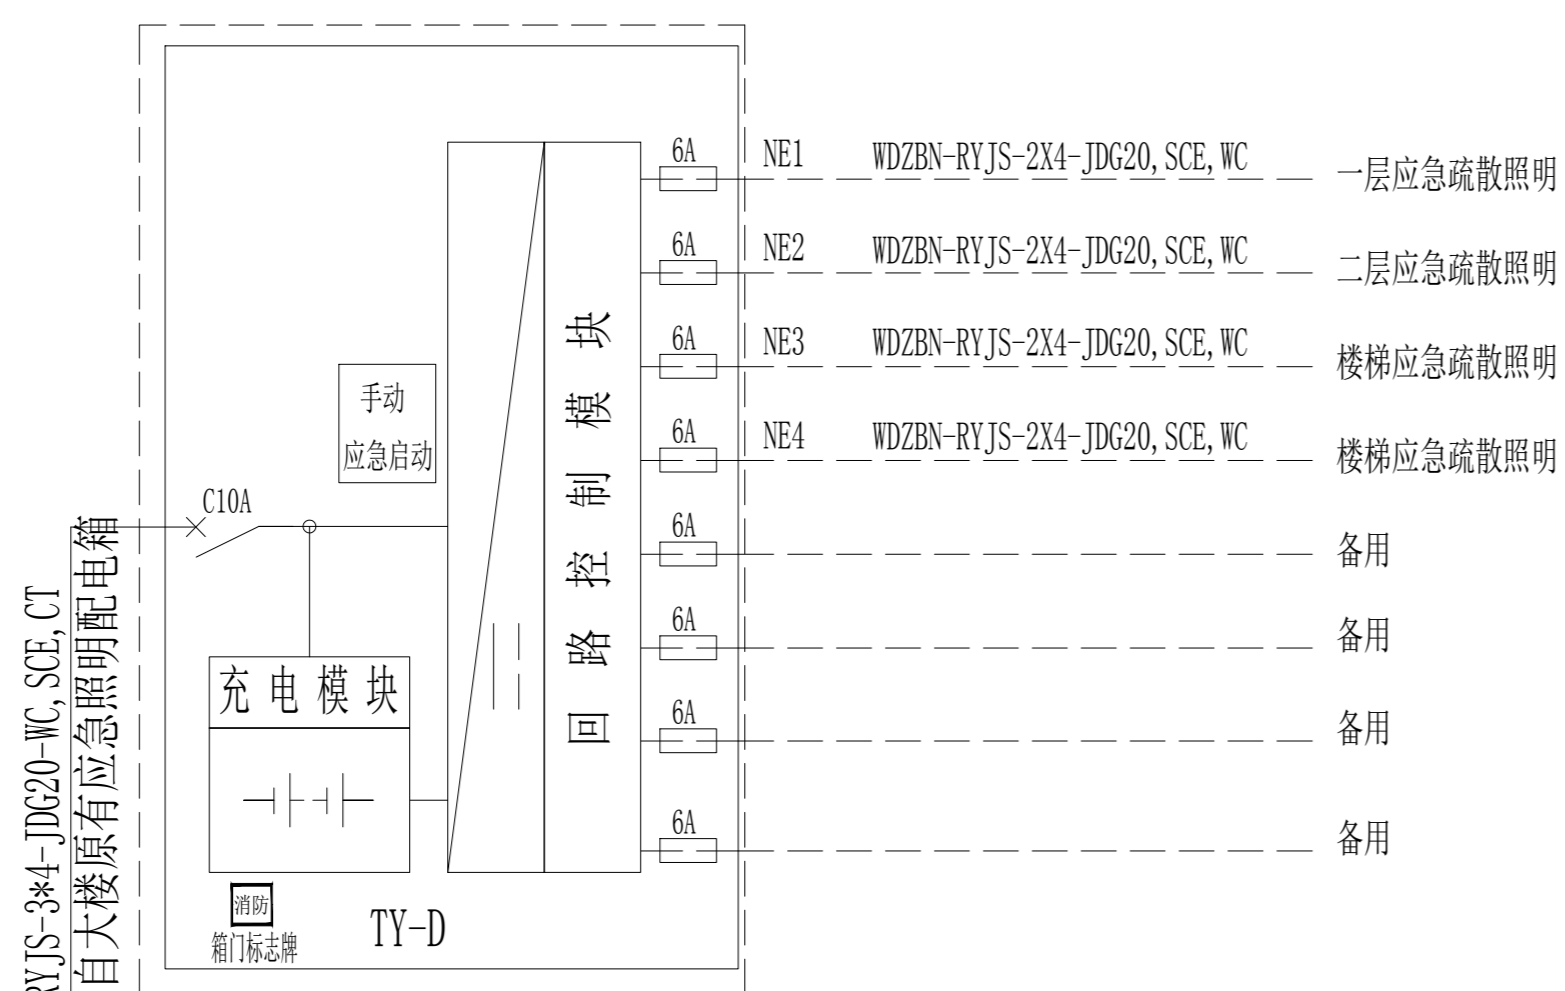 6A
NE1
WDZBN-RYJS-2X4-JDG20,SCE,WC
一层应急疏散照明
6A
NE2
WDZBN-RYJS-2X4-JDG20,SCE,WC
二层应急疏散照明
6A
NE3
WDZBN-RYJS-2X4-JDG20,SCE,WC
楼梯应急疏散照明
6A
NE4
WDZBN-RYJS-2X4-JDG20,SCE,WC
楼梯应急疏散照明
6A
备用
6A
备用
6A
备用
6A
备用
手动
应急启动
C10A
回路控制模块
充电模块
消防
箱门标志牌
TY-D
RYJS-3*4-JDG20-WC,SCE,CT
自大楼原有应急照明配电箱